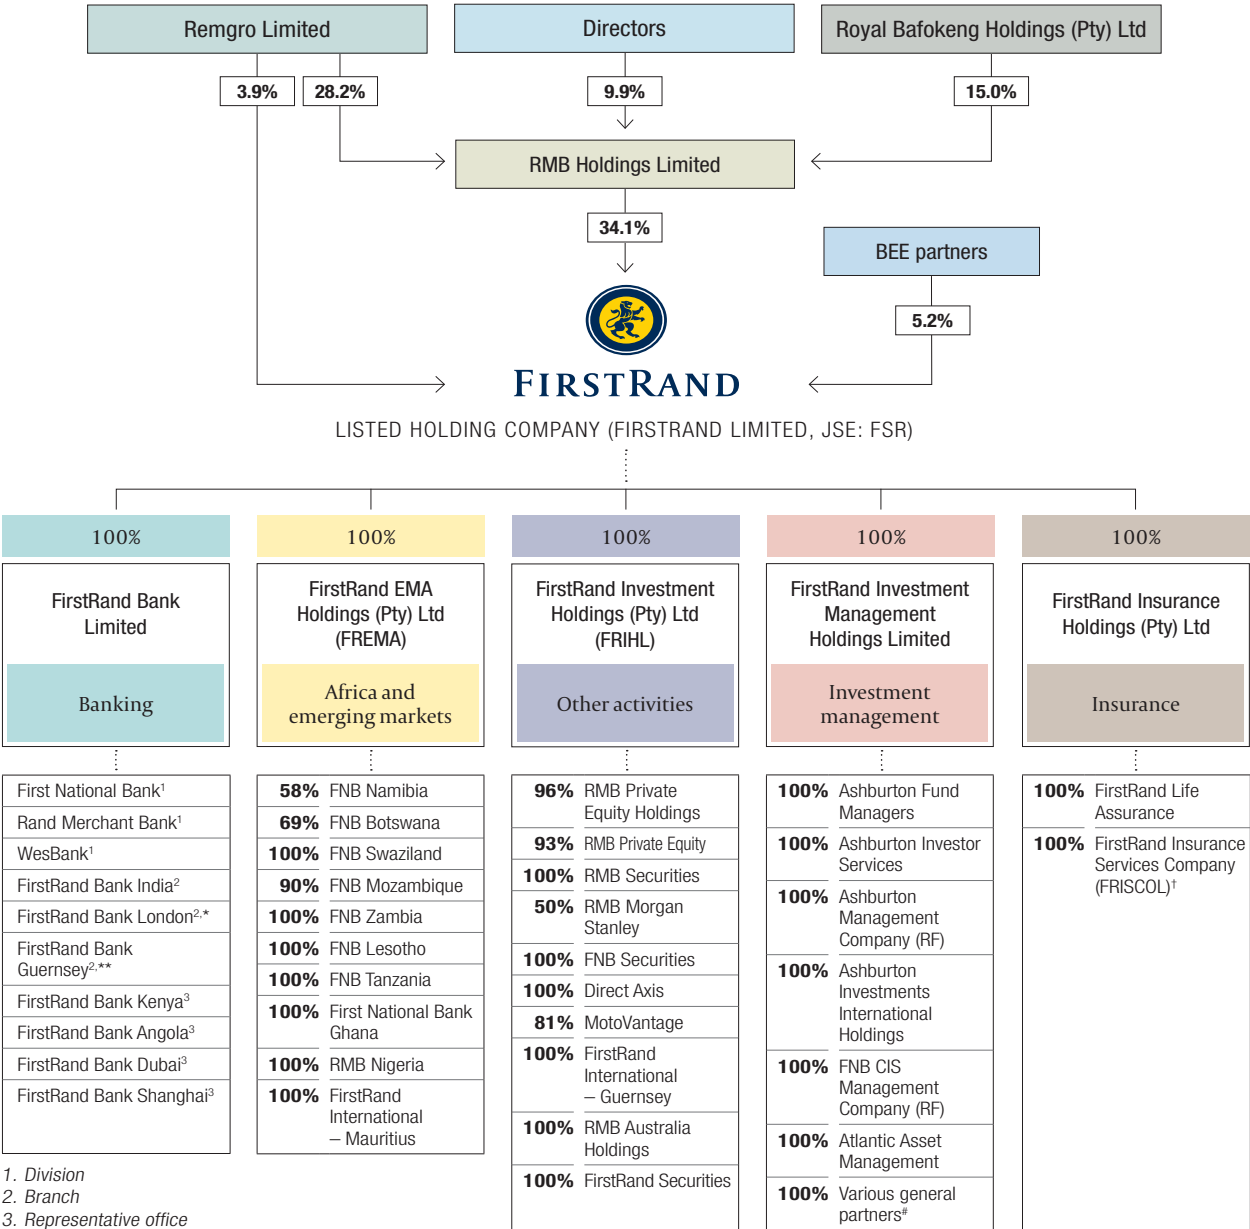 Remgro Limited
Directors
Royal Bafokeng Holdings (Pty) Ltd
3.9%
28.2%
9.9%
15.0%
RMB Holdings Limited
34.1%
BEE partners
5.2%
FIRSTRAND
LISTED HOLDING COMPANY (FIRSTRAND LIMITED, JSE: FSR)
100%
FirstRand Bank
Limited
Banking
First National Bank¹
Rand Merchant Bank¹
WesBank¹
FirstRand Bank India²
FirstRand Bank London²,*
FirstRand Bank
Guernsey²,**
FirstRand Bank Kenya³
FirstRand Bank Angola³
FirstRand Bank Dubai³
FirstRand Bank Shanghai³
100%
FirstRand EMA
Holdings (Pty) Ltd
(FREMA)
Africa and
emerging markets
58% FNB Namibia
69% FNB Botswana
100% FNB Swaziland
90% FNB Mozambique
100% FNB Zambia
100% FNB Lesotho
100% FNB Tanzania
100% First National Bank
Ghana
100% RMB Nigeria
100% FirstRand
International
– Mauritius
100%
FirstRand Investment
Holdings (Pty) Ltd
(FRIHL)
Other activities
96% RMB Private
Equity Holdings
93% RMB Private Equity
100% RMB Securities
50% RMB Morgan
Stanley
100% FNB Securities
100% Direct Axis
81% MotoVantage
100% FirstRand
International
– Guernsey
100% RMB Australia
Holdings
100% FirstRand Securities
100%
FirstRand Investment
Management
Holdings Limited
Investment
management
100% Ashburton Fund
Managers
100% Ashburton Investor
Services
100% Ashburton
Management
Company (RF)
100% Ashburton
Investments
International
Holdings
100% FNB CIS
Management
Company (RF)
100% Atlantic Asset
Management
100% Various general
partners#
100%
FirstRand Insurance
Holdings (Pty) Ltd
Insurance
100% FirstRand Life
Assurance
100% FirstRand Insurance
Services Company
(FRISCOL)†
1. Division
2. Branch
3. Representative office